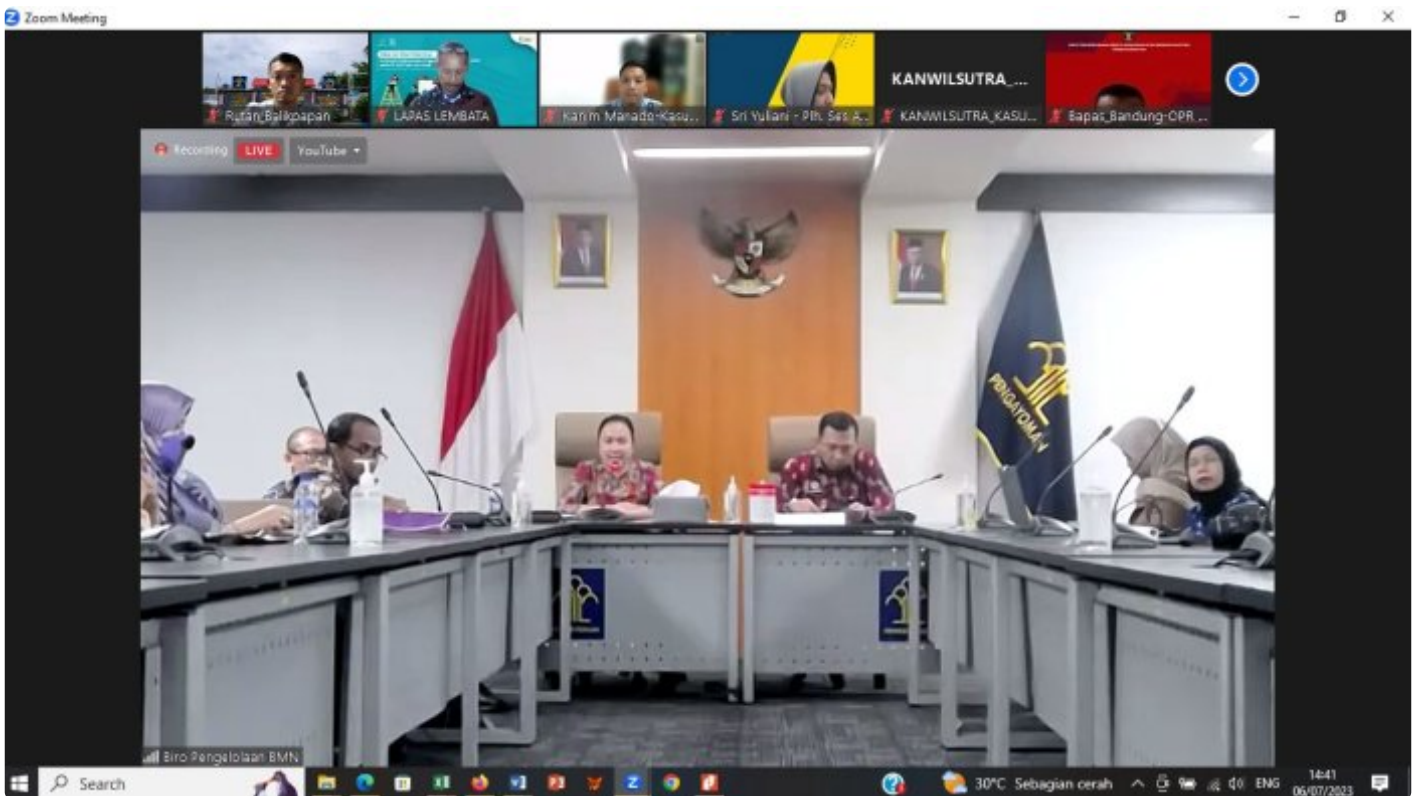 Zoom Meeting
Rutan Balikpapan
LAPAS LEMBATA
Kanim Manado-Kasu...
Sri Yuliani - Plh. Ses A...
KANWILSUTRA_...
KANWILSUTRA_KASU...
Bapas_Bandung-OPR ...
Recording LIVE YouTube
PENGAYOMAN
Biro Pengelolaan BMN
Search
30°C Sebagian cerah
ENG
14:41
06/07/2023